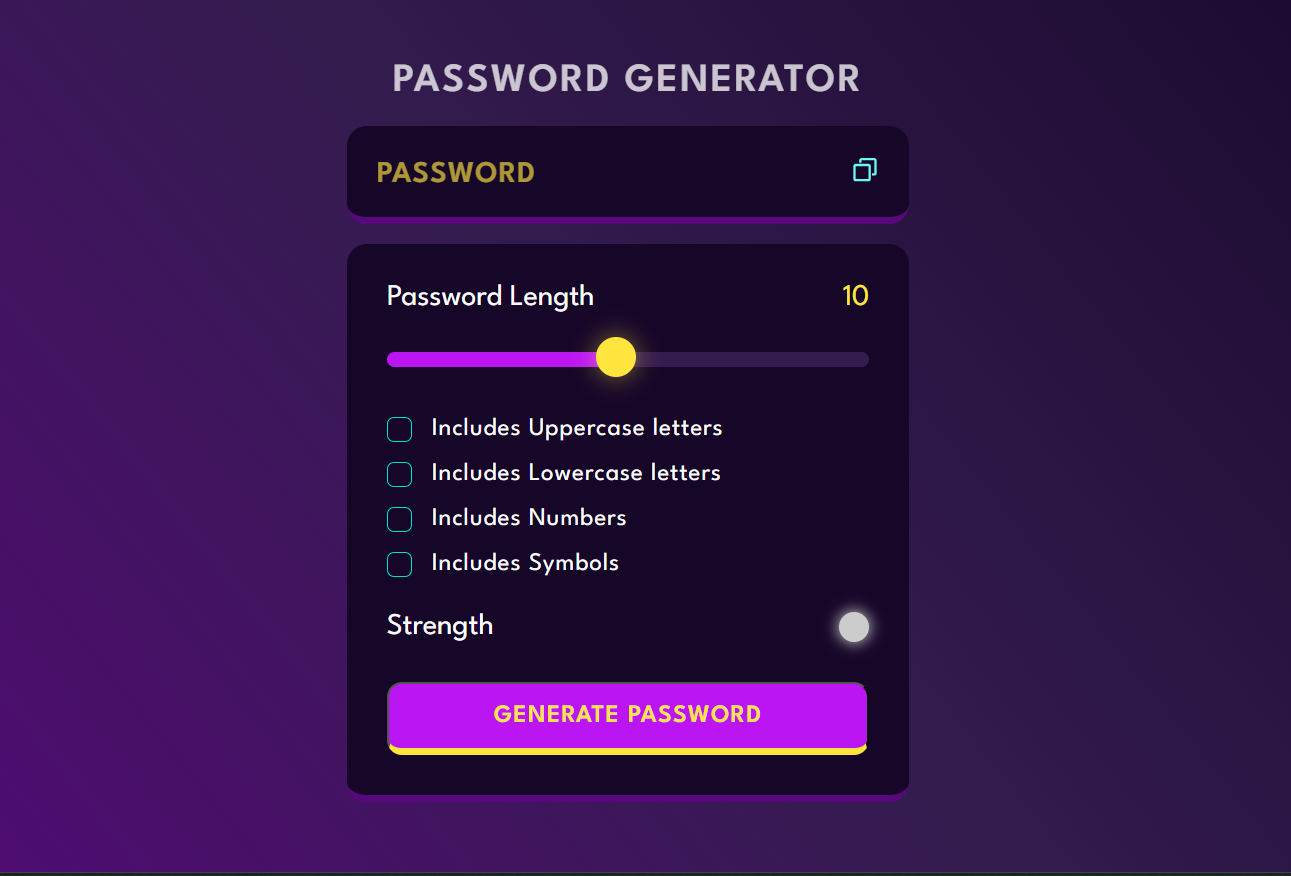 PASSWORD GENERATOR
PASSWORD
Password Length 10
Includes Uppercase letters
Includes Lowercase letters
Includes Numbers
Includes Symbols
Strength
GENERATE PASSWORD